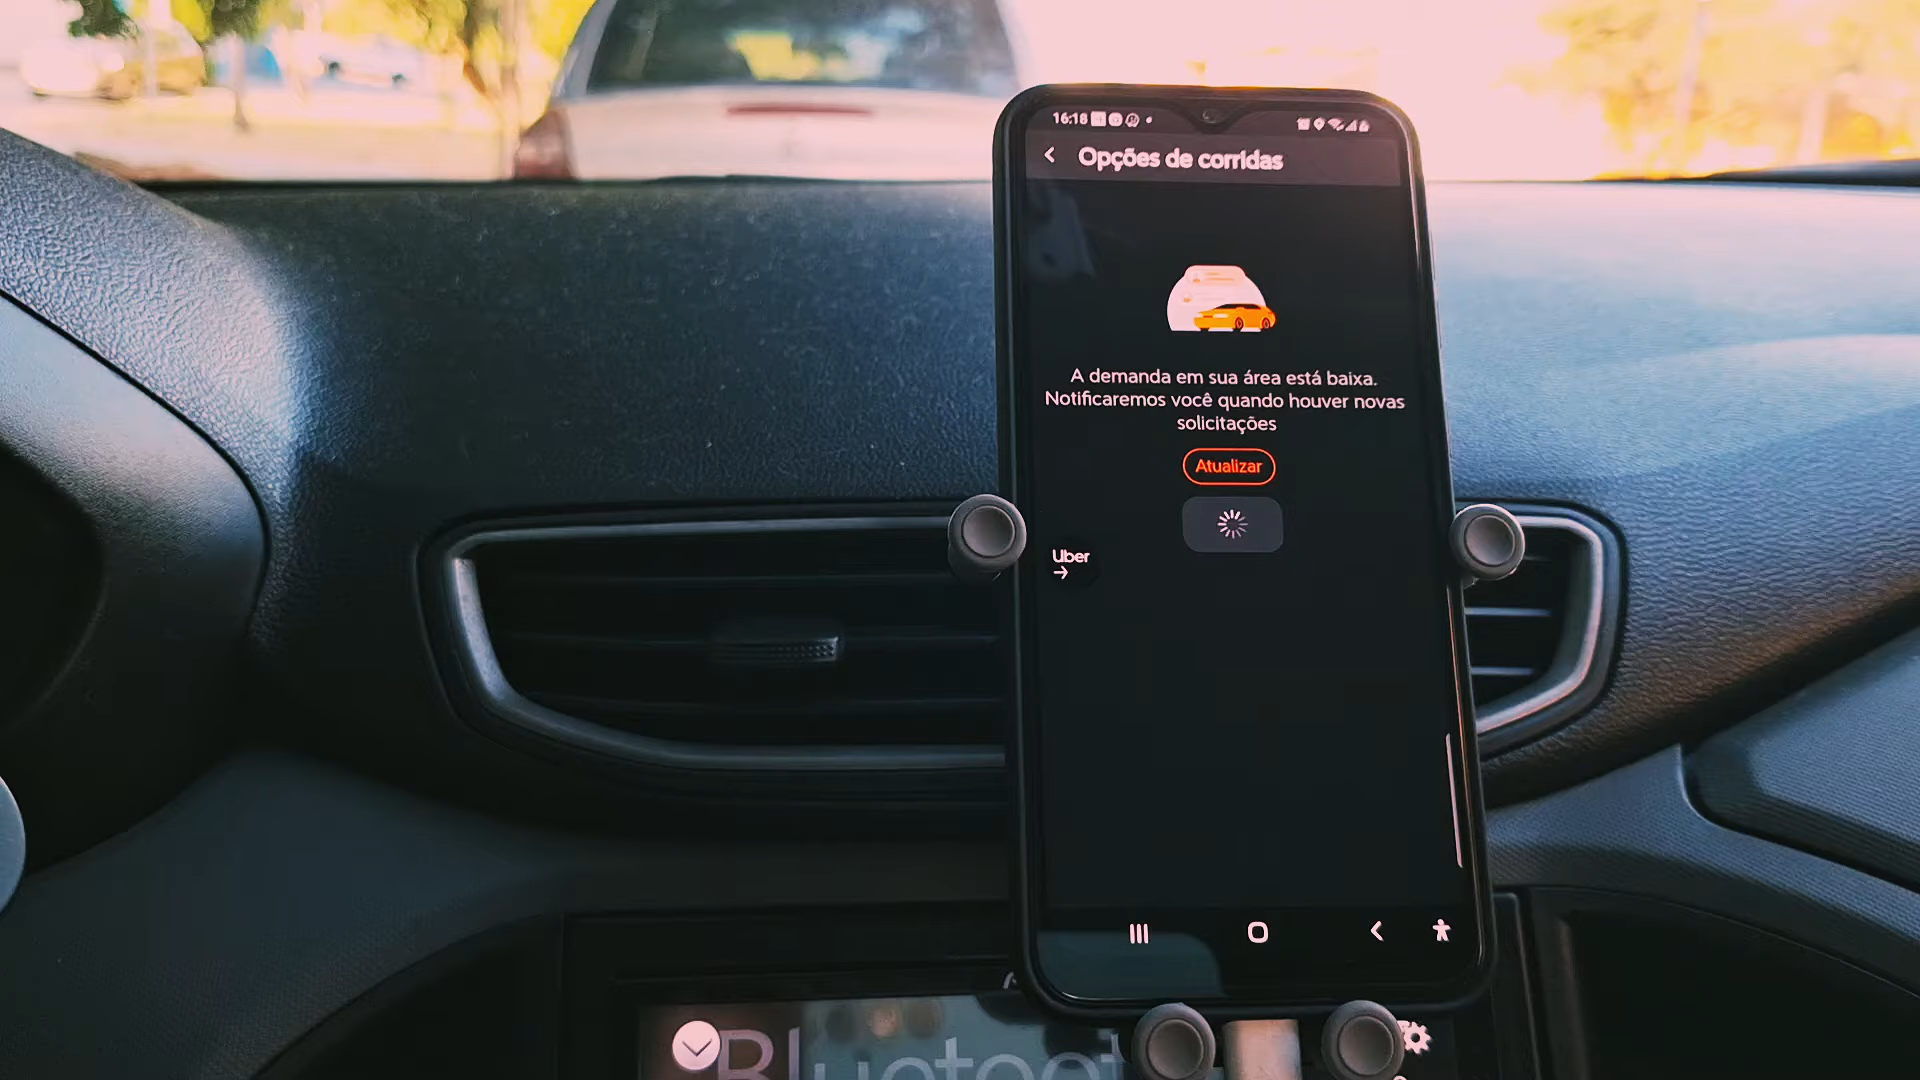 16:18
Opções de corridas
A demanda em sua área está baixa.
Notificaremos você quando houver novas
solicitações
Atualizar
Uber
Bluetoot